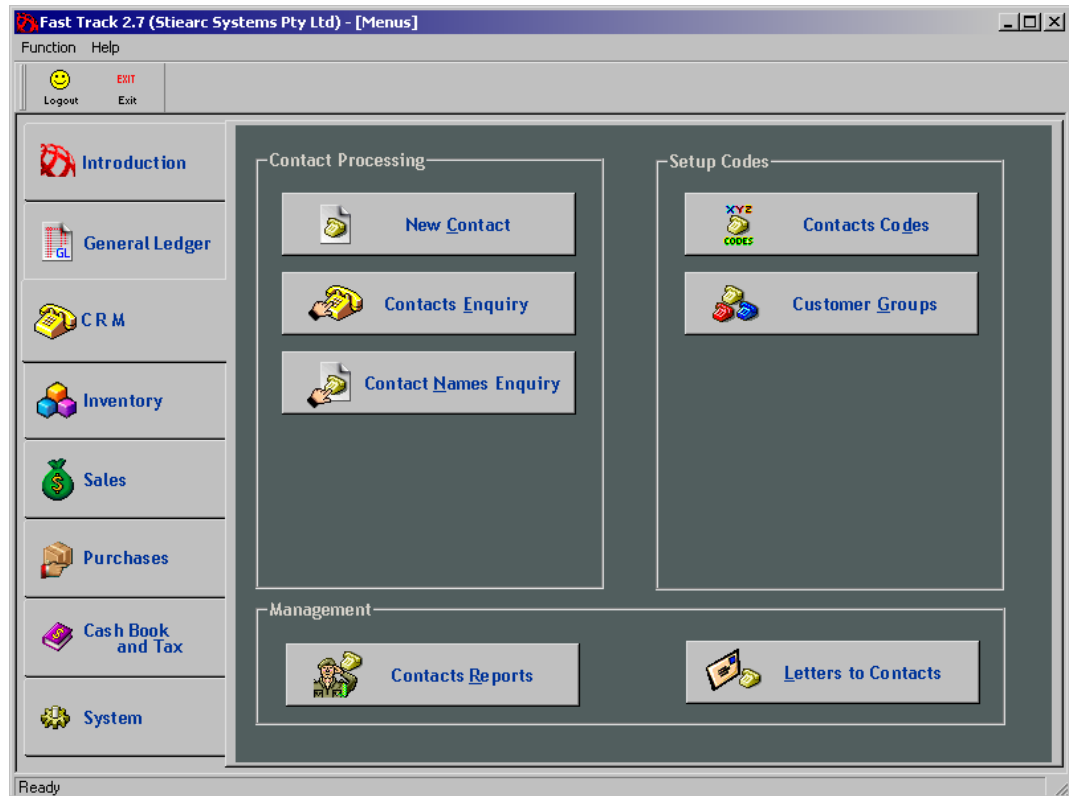 Fast Track 2.7 (Stiearc Systems Pty Ltd) - [Menus]
Function Help
EXIT
Logout Exit
Introduction
General Ledger
GL
C R M
Inventory
Sales
$
Purchases
Cash Book
and Tax
$
System
Contact Processing
New Contact
Contacts Enquiry
Contact Names Enquiry
Setup Codes
XYZ
CODES
Contacts Codes
Customer Groups
Management
Contacts Reports
Letters to Contacts
Ready